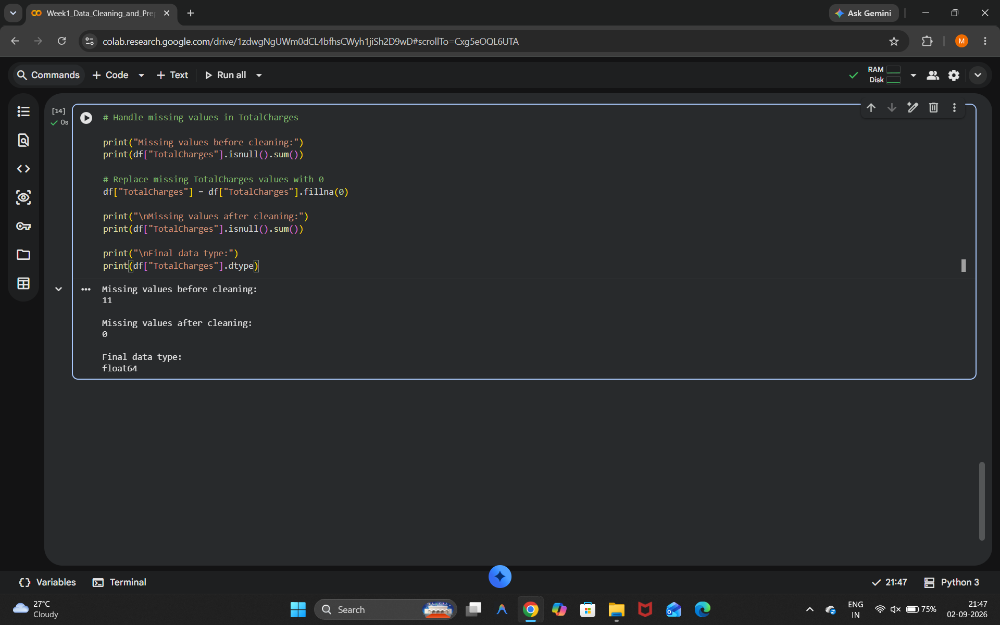 Week1_Data_Cleaning_and_Pre
Ask Gemini
colab.research.google.com/drive/1zdwgNgUWm0dCL4bfhsCWyh1jiSh2D9wD#scrollTo=Cxg5eOQL6UTA
M
Commands
+ Code
+ Text
Run all
RAM
Disk
[14]
0s
# Handle missing values in TotalCharges
print("Missing values before cleaning:")
print(df["TotalCharges"].isnull().sum())
# Replace missing TotalCharges values with 0
df["TotalCharges"] = df["TotalCharges"].fillna(0)
print("\nMissing values after cleaning:")
print(df["TotalCharges"].isnull().sum())
print("\nFinal data type:")
print(df["TotalCharges"].dtype)
Missing values before cleaning:
11
Missing values after cleaning:
0
Final data type:
float64
{} Variables
Terminal
21:47
Python 3
27°C
Cloudy
Search
ENG
IN
75%
21:47
02-09-2026